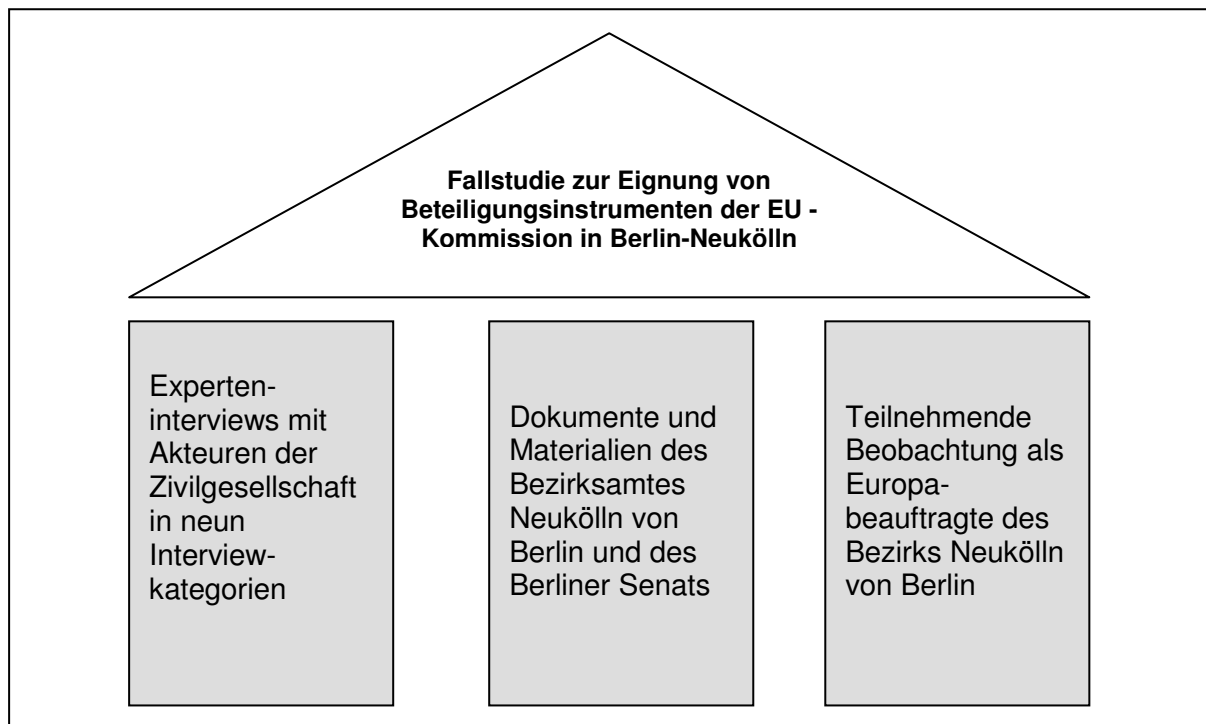 Fallstudie zur Eignung von
Beteiligungsinstrumenten der EU -
Kommission in Berlin-Neukölln
Experten-
interviews mit
Akteuren der
Zivilgesellschaft
in neun
Interview-
kategorien
Dokumente und
Materialien des
Bezirksamtes
Neukölln von
Berlin und des
Berliner Senats
Teilnehmende
Beobachtung als
Europa-
beauftragte des
Bezirks Neukölln
von Berlin